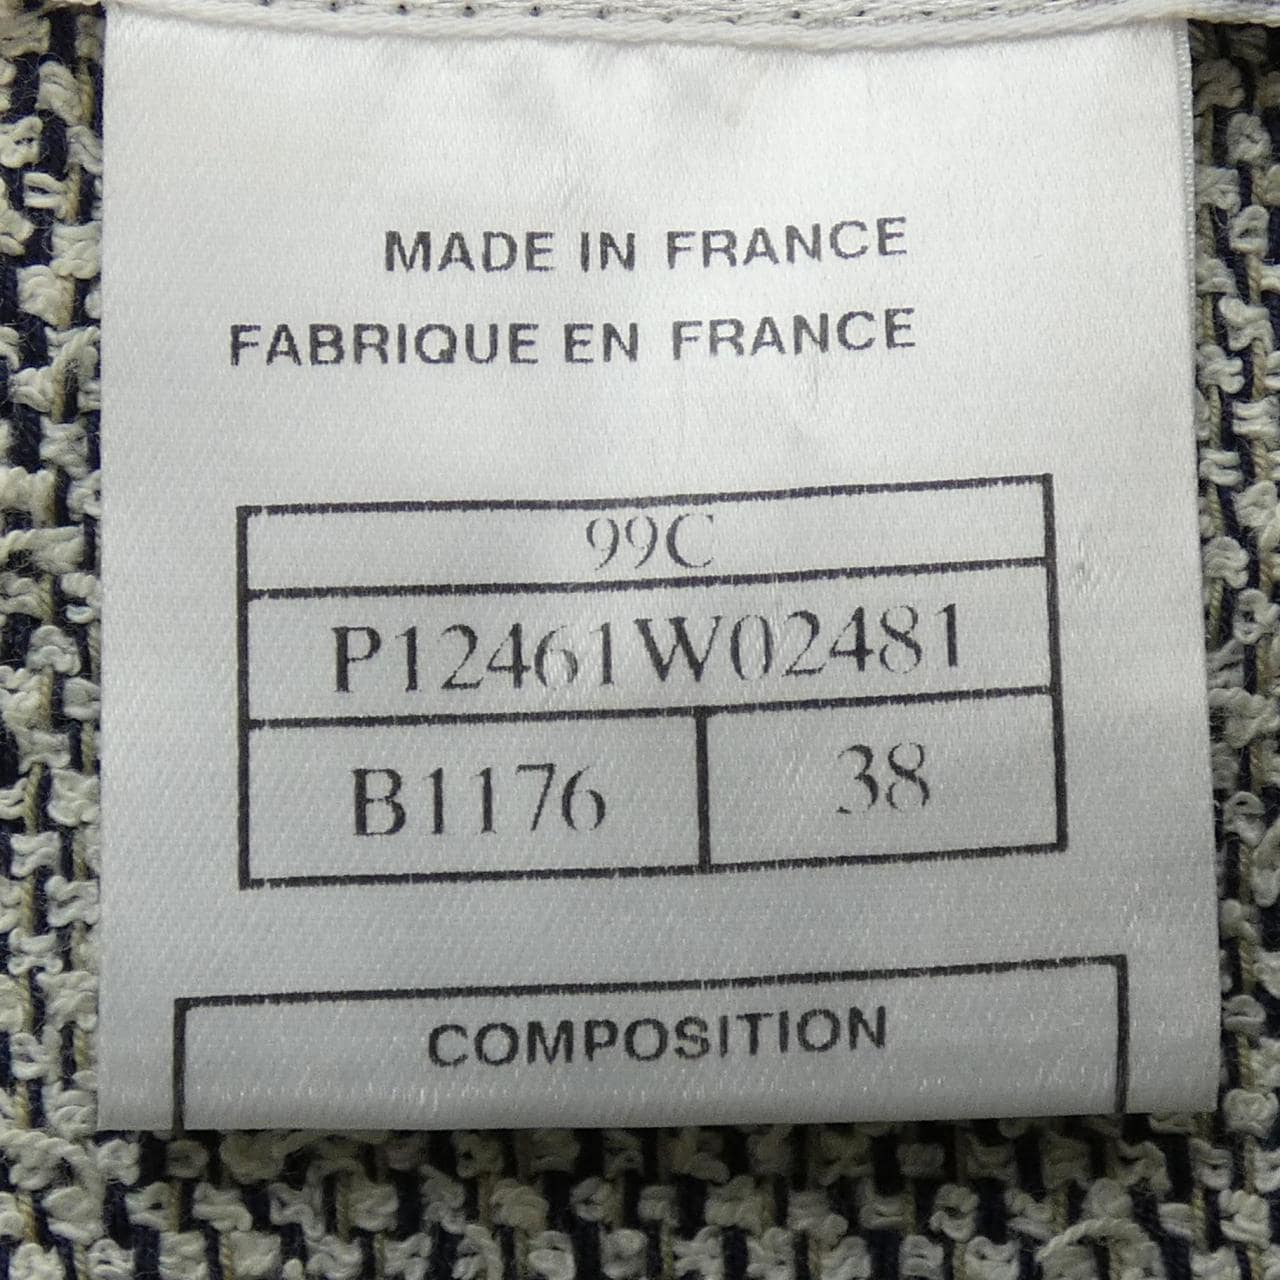 MADE IN FRANCE
FABRIQUE EN FRANCE
99C
P12461W02481
B1176 38
COMPOSITION